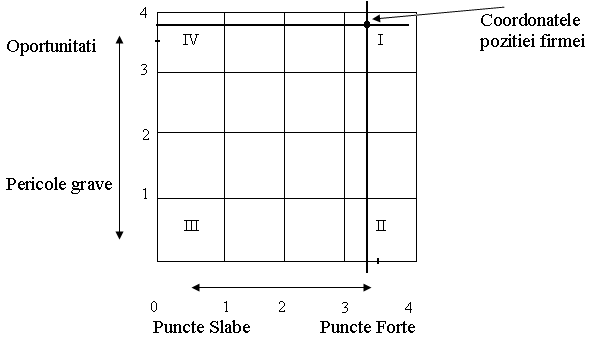 4
Coordonatele
pozitiei firmei
Oportunitati
IV
I
3
2
Pericole grave
1
III
II
0 1 2 3 4
Puncte Slabe Puncte Forte